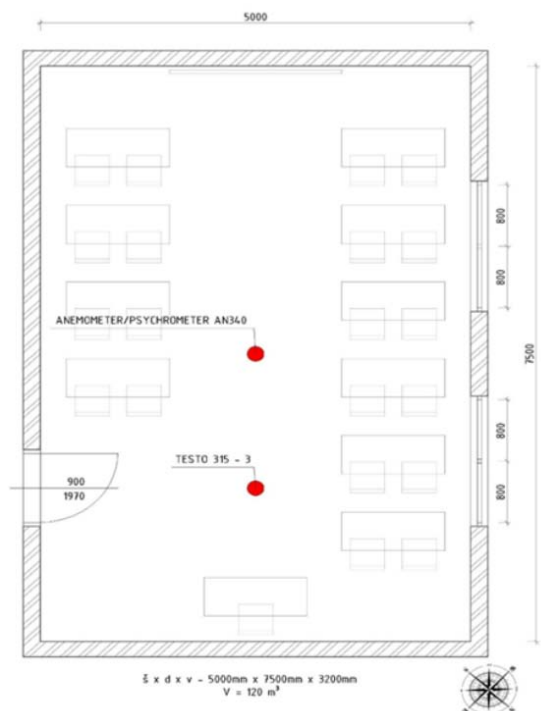 5000
800
800
ANEMOMETER/PSYCHROMETER AN340
7500
800
TESTO 315 - 3
900
1970
800
š x d x v - 5000mm x 7500mm x 3200mm
V = 120 m³